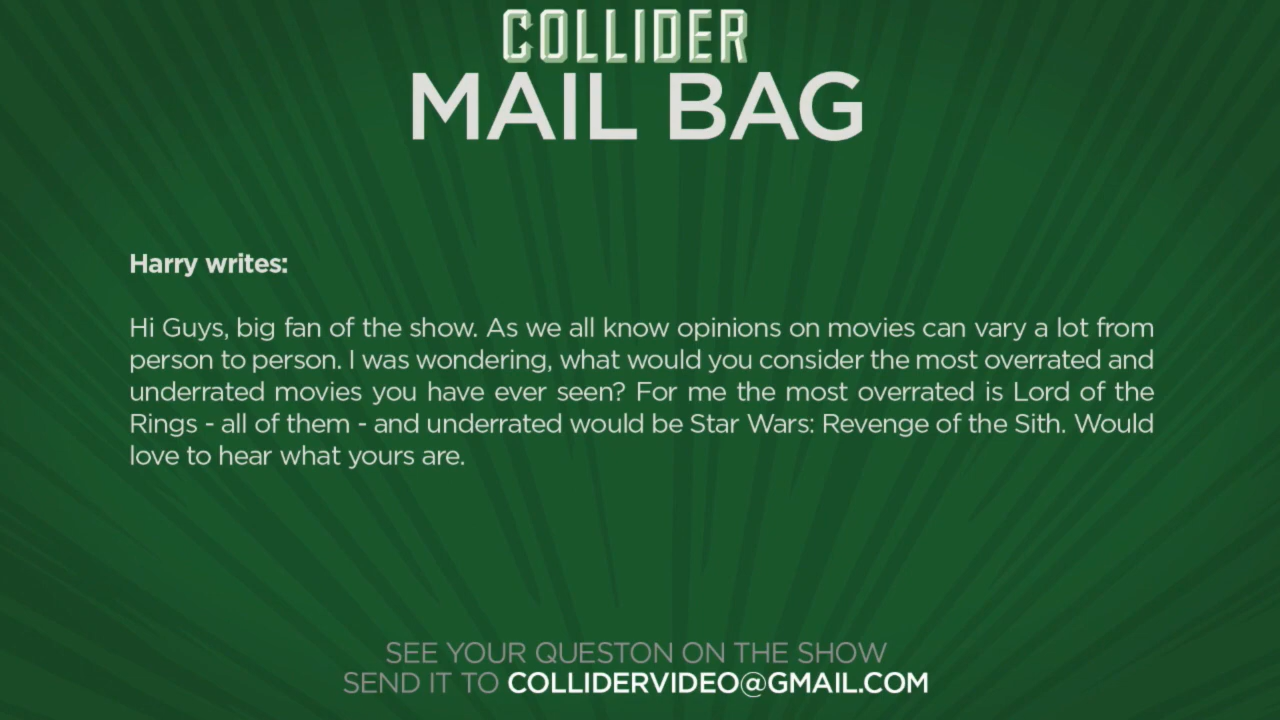 COLLIDER
MAIL BAG
Harry writes:
Hi Guys, big fan of the show. As we all know opinions on movies can vary a lot from
person to person. I was wondering, what would you consider the most overrated and
underrated movies you have ever seen? For me the most overrated is Lord of the
Rings - all of them - and underrated would be Star Wars: Revenge of the Sith. Would
love to hear what yours are.
SEE YOUR QUESTON ON THE SHOW
SEND IT TO COLLIDERVIDEO@GMAIL.COM